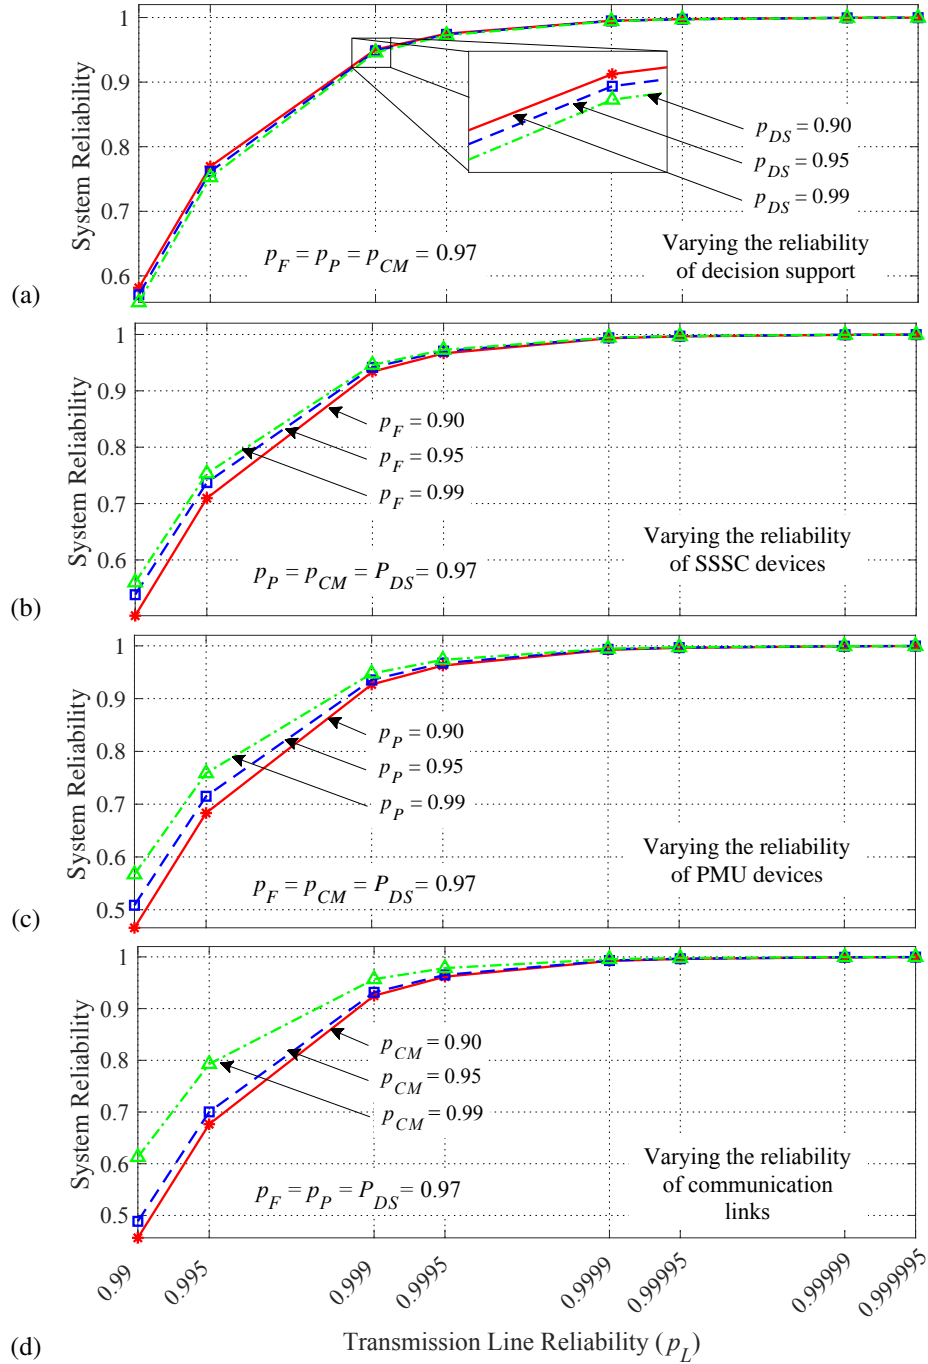 1
0.9
0.8
0.7
0.6
System Reliability
p_DS = 0.90
p_DS = 0.95
p_DS = 0.99
p_F = p_P = p_CM = 0.97
Varying the reliability
of decision support
(a)
1
0.9
0.8
0.7
0.6
System Reliability
p_F = 0.90
p_F = 0.95
p_F = 0.99
p_P = p_CM = P_DS = 0.97
Varying the reliability
of SSSC devices
(b)
1
0.9
0.8
0.7
0.6
0.5
System Reliability
p_P = 0.90
p_P = 0.95
p_P = 0.99
p_F = p_CM = P_DS = 0.97
Varying the reliability
of PMU devices
(c)
1
0.9
0.8
0.7
0.6
0.5
System Reliability
p_CM = 0.90
p_CM = 0.95
p_CM = 0.99
p_F = p_P = P_DS = 0.97
Varying the reliability
of communication
links
0.99
0.995
0.999
0.9995
0.9999
0.99995
0.99999
0.999995
(d)
Transmission Line Reliability (p_L)